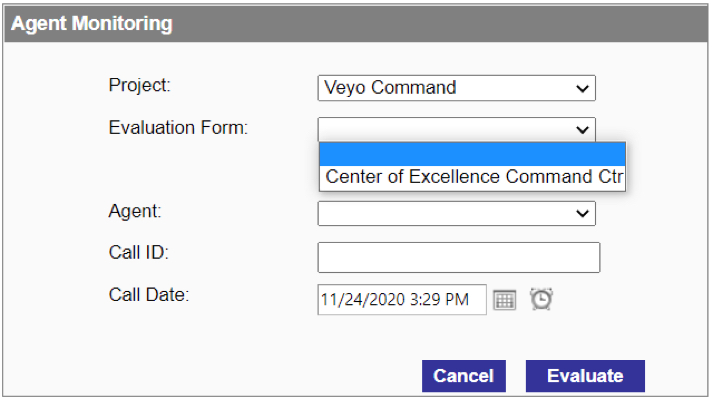 Agent Monitoring
Project: Veyo Command
Evaluation Form:
Center of Excellence Command Ctr
Agent:
Call ID:
Call Date: 11/24/2020 3:29 PM
Cancel Evaluate